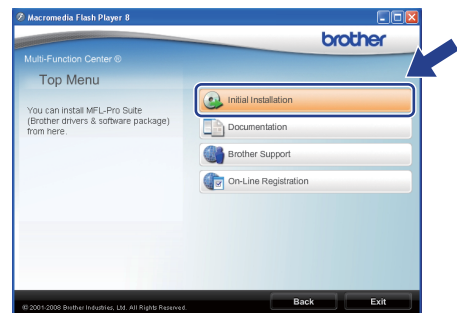 Macromedia Flash Player 8
brother
Multi-Function Center ®
Top Menu
You can install MFL-Pro Suite
(Brother drivers & software package)
from here.
Initial Installation
Documentation
Brother Support
On-Line Registration
© 2001-2008 Brother Industries, Ltd. All Rights Reserved.
Back
Exit